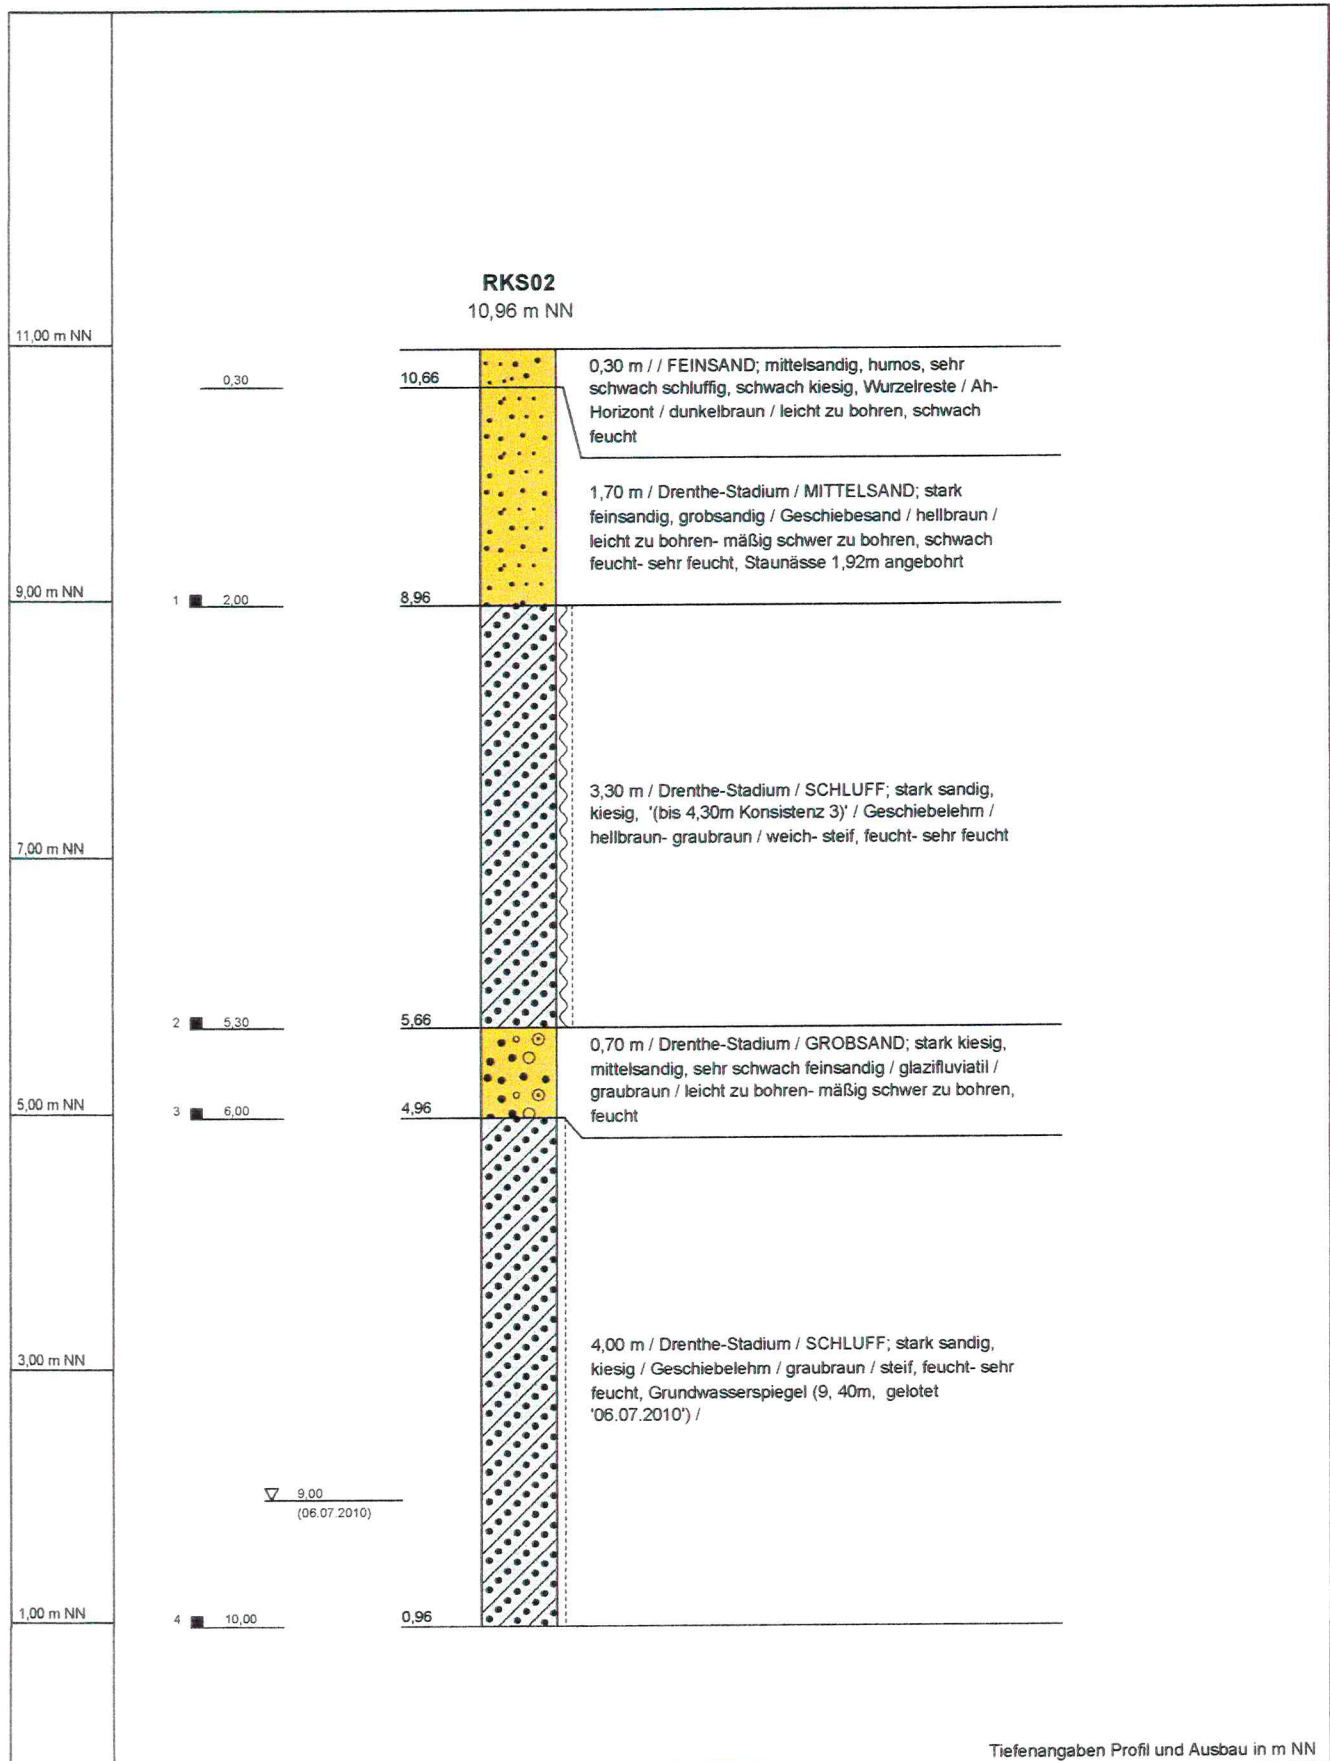 RKS02
10,96 m NN
11,00 m NN
0,30 m / / FEINSAND; mittelsandig, humos, sehr
schwach schluffig, schwach kiesig, Wurzelreste / Ah-
Horizont / dunkelbraun / leicht zu bohren, schwach
feucht
0,30
10,66
1,70 m / Drenthe-Stadium / MITTELSAND; stark
feinsandig, grobsandig / Geschiebesand / hellbraun /
leicht zu bohren- mäßig schwer zu bohren, schwach
feucht- sehr feucht, Staunässe 1,92m angebohrt
9,00 m NN
1 2,00
8,96
3,30 m / Drenthe-Stadium / SCHLUFF; stark sandig,
kiesig, '(bis 4,30m Konsistenz 3)' / Geschiebelehm /
hellbraun- graubraun / weich- steif, feucht- sehr feucht
7,00 m NN
2 5,30
5,66
0,70 m / Drenthe-Stadium / GROBSAND; stark kiesig,
mittelsandig, sehr schwach feinsandig / glazifluviatil /
graubraun / leicht zu bohren- mäßig schwer zu bohren,
feucht
5,00 m NN
3 6,00
4,96
4,00 m / Drenthe-Stadium / SCHLUFF; stark sandig,
kiesig / Geschiebelehm / graubraun / steif, feucht- sehr
feucht, Grundwasserspiegel (9, 40m, gelotet
'06.07.2010') /
3,00 m NN
9,00
(06.07.2010)
1,00 m NN
4 10,00
0,96
Tiefenangaben Profil und Ausbau in m NN